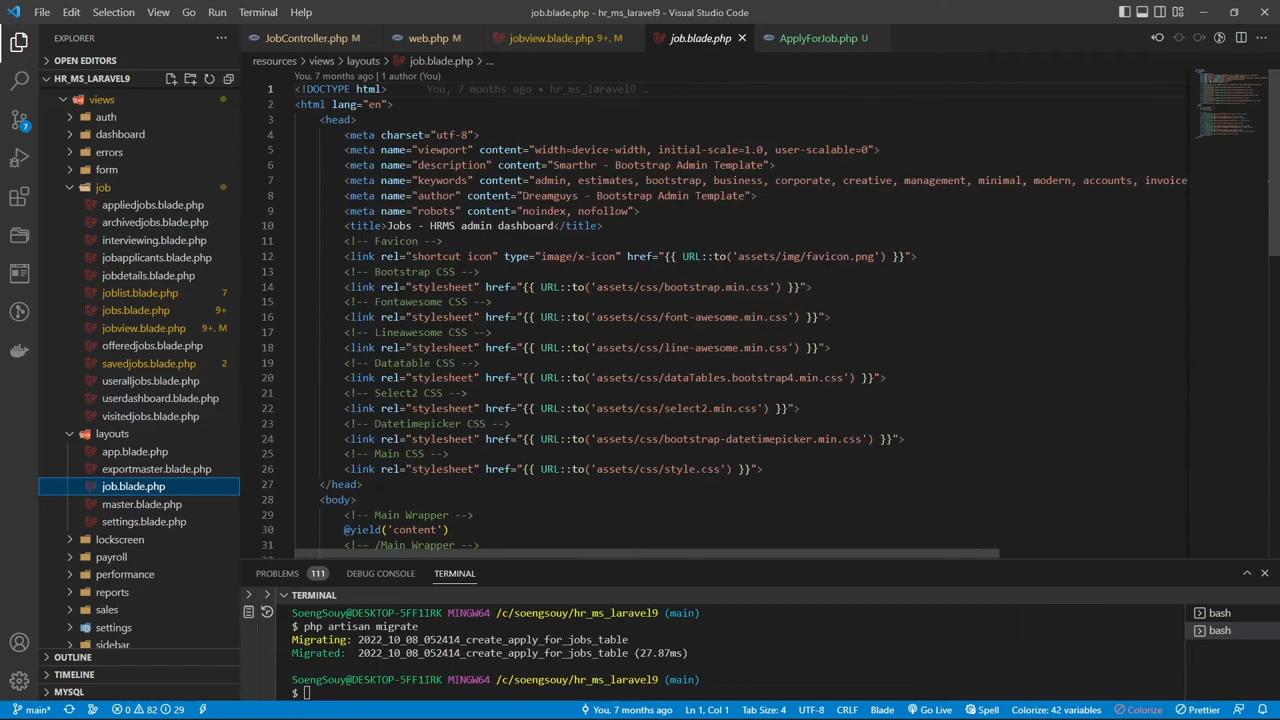 File Edit Selection View Go Run Terminal Help
job.blade.php - hr_ms_laravel9 - Visual Studio Code
EXPLORER
OPEN EDITORS
HR_MS_LARAVEL9
views
auth
dashboard
errors
form
job
appliedjobs.blade.php
archivedjobs.blade.php
interviewing.blade.php
jobapplicants.blade.php
jobdetails.blade.php
joblist.blade.php 7
jobs.blade.php 9+
jobview.blade.php 9+, M
offeredjobs.blade.php
savedjobs.blade.php 2
useralljobs.blade.php
userdashboard.blade.php
visitedjobs.blade.php
layouts
app.blade.php
exportmaster.blade.php
job.blade.php
master.blade.php
settings.blade.php
lockscreen
payroll
performance
reports
sales
settings
sidebar
OUTLINE
TIMELINE
MYSQL
7
JobController.php web.php jobview.blade.php 9+, M job.blade.php ApplyForJob.php
resources > views > layouts > job.blade.php > ...
You, 7 months ago | 1 author (You)
1 <!DOCTYPE html> You, 7 months ago • hr_ms_laravel9 …
2 <html lang="en">
3 <head>
4 <meta charset="utf-8">
5 <meta name="viewport" content="width=device-width, initial-scale=1.0, user-scalable=0">
6 <meta name="description" content="Smarthr - Bootstrap Admin Template">
7 <meta name="keywords" content="admin, estimates, bootstrap, business, corporate, creative, management, minimal, modern, accounts, invoice
8 <meta name="author" content="Dreamguys - Bootstrap Admin Template">
9 <meta name="robots" content="noindex, nofollow">
10 <title>Jobs - HRMS admin dashboard</title>
11 <!-- Favicon -->
12 <link rel="shortcut icon" type="image/x-icon" href="{{ URL::to('assets/img/favicon.png') }}">
13 <!-- Bootstrap CSS -->
14 <link rel="stylesheet" href="{{ URL::to('assets/css/bootstrap.min.css') }}">
15 <!-- Fontawesome CSS -->
16 <link rel="stylesheet" href="{{ URL::to('assets/css/font-awesome.min.css') }}">
17 <!-- Lineawesome CSS -->
18 <link rel="stylesheet" href="{{ URL::to('assets/css/line-awesome.min.css') }}">
19 <!-- Datatable CSS -->
20 <link rel="stylesheet" href="{{ URL::to('assets/css/dataTables.bootstrap4.min.css') }}">
21 <!-- Select2 CSS -->
22 <link rel="stylesheet" href="{{ URL::to('assets/css/select2.min.css') }}">
23 <!-- Datetimepicker CSS -->
24 <link rel="stylesheet" href="{{ URL::to('assets/css/bootstrap-datetimepicker.min.css') }}">
25 <!-- Main CSS -->
26 <link rel="stylesheet" href="{{ URL::to('assets/css/style.css') }}">
27 </head>
28 <body>
29 <!-- Main Wrapper -->
30 @yield('content')
31 <!-- /Main Wrapper -->
PROBLEMS 111 DEBUG CONSOLE TERMINAL
TERMINAL
SoengSouy@DESKTOP-5FF1IRK MINGW64 /c/soengsouy/hr_ms_laravel9 (main)
$ php artisan migrate
Migrating: 2022_10_08_052414_create_apply_for_jobs_table
Migrated: 2022_10_08_052414_create_apply_for_jobs_table (27.87ms)
SoengSouy@DESKTOP-5FF1IRK MINGW64 /c/soengsouy/hr_ms_laravel9 (main)
$
bash
bash
main* 0 82 29 You, 7 months ago Ln 1, Col 1 Tab Size: 4 UTF-8 CRLF Blade Go Live Spell Colorize: 42 variables Colorize Prettier